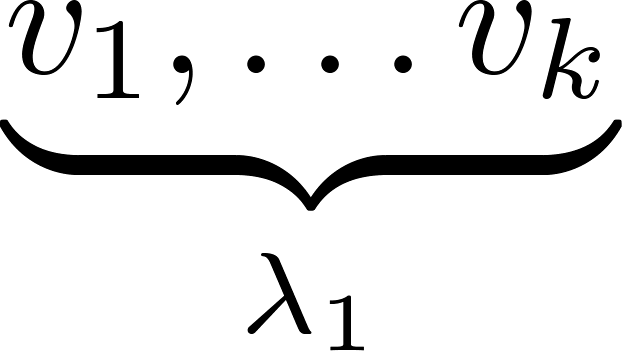 v₁, . . . vₖ
λ₁